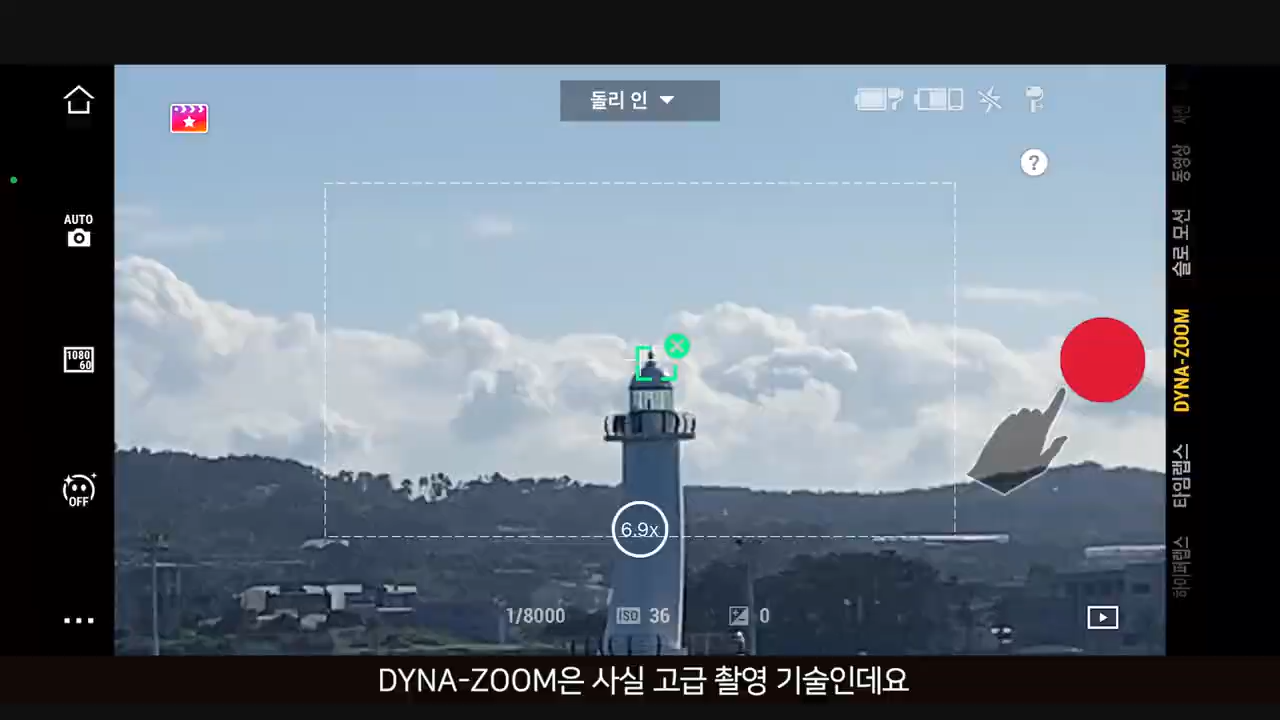 돌리 인
?
AUTO
1080
60
OFF
6.9x
1/8000
ISO 36
0
사진
동영상
슬로 모션
DYNA-ZOOM
타임랩스
하이퍼랩스
DYNA-ZOOM은 사실 고급 촬영 기술인데요